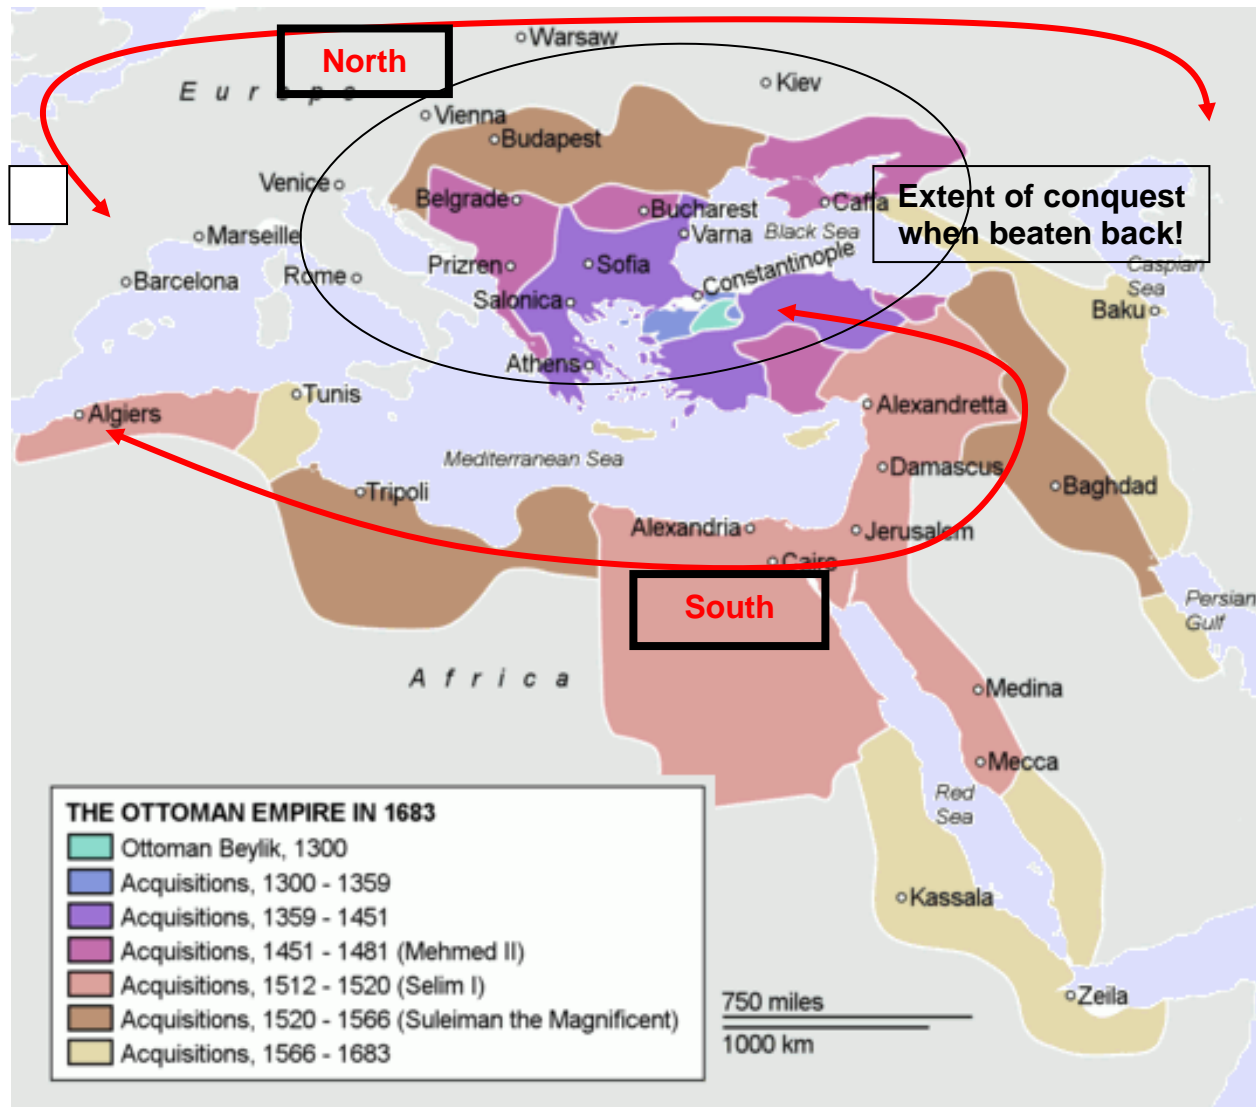 North
Warsaw
Europe
Kiev
Vienna
Budapest
Venice
Belgrade
Bucharest
Caffa
Extent of conquest
when beaten back!
Marseille
Varna
Black Sea
Prizren
Sofia
Constantinople
Caspian
Sea
Barcelona
Rome
Salonica
Baku
Athens
Tunis
Algiers
Alexandretta
Mediterranean Sea
Damascus
Tripoli
Baghdad
Alexandria
Jerusalem
Cairo
South
Persian
Gulf
Africa
Medina
Mecca
Red
Sea
Kassala
Zeila
THE OTTOMAN EMPIRE IN 1683
Ottoman Beylik, 1300
Acquisitions, 1300 - 1359
Acquisitions, 1359 - 1451
Acquisitions, 1451 - 1481 (Mehmed II)
Acquisitions, 1512 - 1520 (Selim I)
Acquisitions, 1520 - 1566 (Suleiman the Magnificent)
Acquisitions, 1566 - 1683
750 miles
1000 km